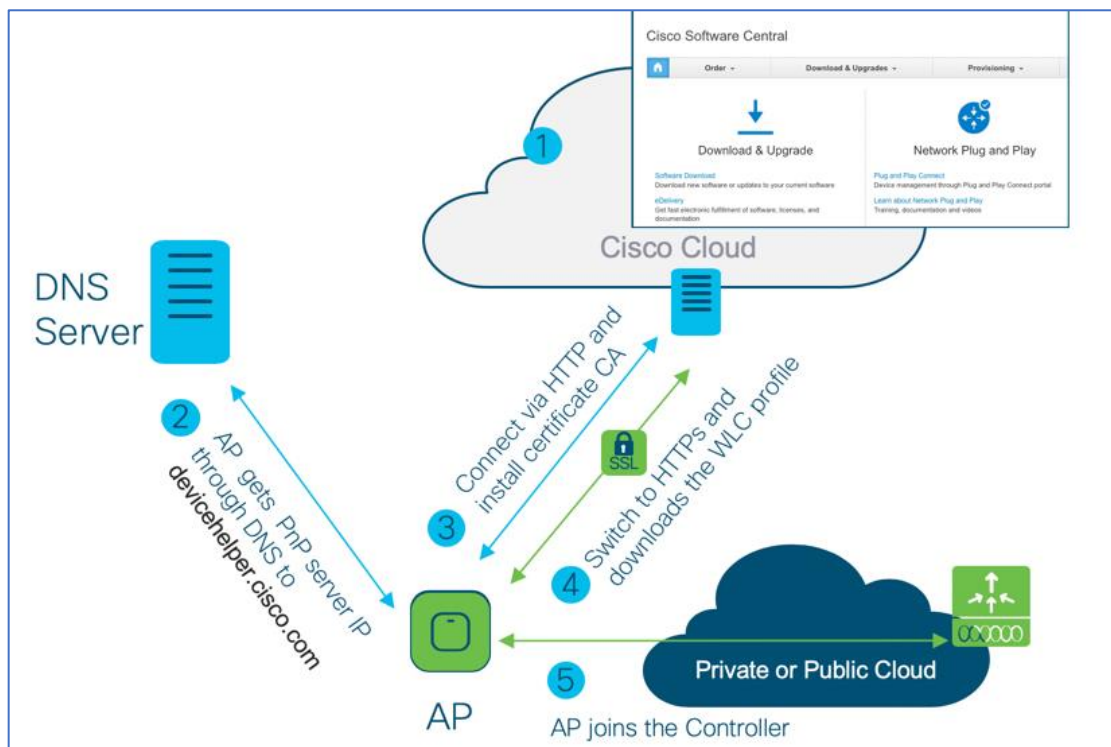 Cisco Software Central
Order
Download & Upgrades
Provisioning
Download & Upgrade
Software Download
Download new software or updates to your current software
eDelivery
Get fast electronic fulfillment of software, licenses, and
documentation
Network Plug and Play
Plug and Play Connect
Device management through Plug and Play Connect portal
Learn about Network Plug and Play
Training, documentation and videos
1
Cisco Cloud
DNS
Server
2
AP gets PnP server IP
through DNS to
devicehelper.cisco.com
3
Connect via HTTP and
install certificate CA
SSL
4
Switch to HTTPs and
downloads the WLC profile
Private or Public Cloud
5
AP joins the Controller
AP